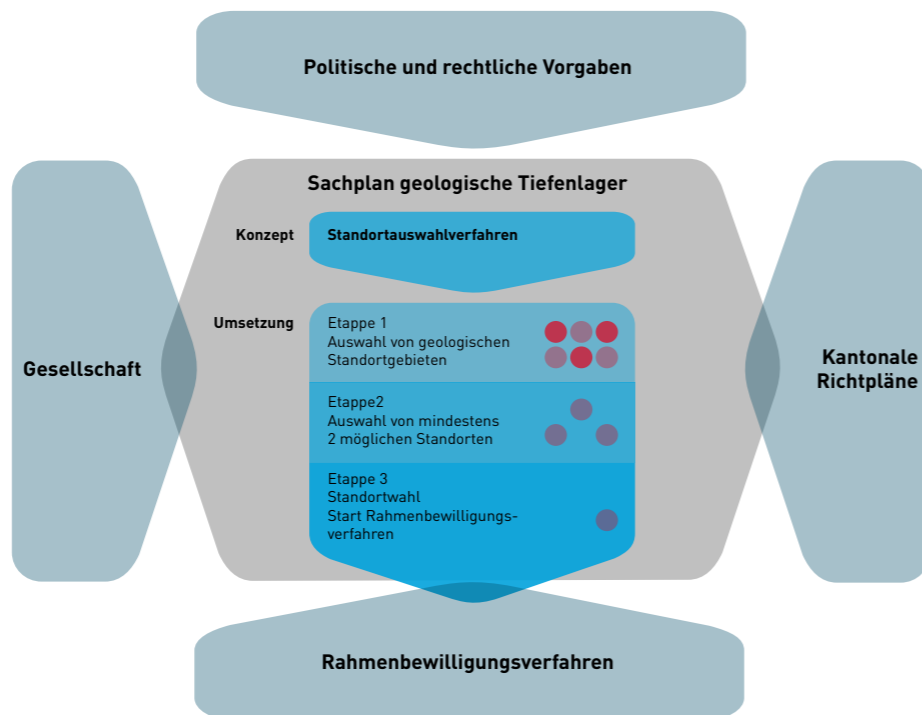 Politische und rechtliche Vorgaben
Sachplan geologische Tiefenlager
Konzept
Standortauswahlverfahren
Umsetzung
Etappe 1
Auswahl von geologischen
Standortgebieten
Etappe2
Auswahl von mindestens
2 möglichen Standorten
Etappe 3
Standortwahl
Start Rahmenbewilligungs-
verfahren
Gesellschaft
Kantonale
Richtpläne
Rahmenbewilligungsverfahren